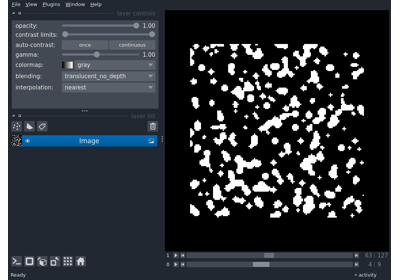 File View Plugins Window Help
layer controls
opacity: 1.00
contrast limits:
auto-contrast: once continuous
gamma: 1.00
colormap: gray
blending: translucent_no_depth
interpolation: nearest
layer list
Image
1 63 127
0 4 9
Ready activity